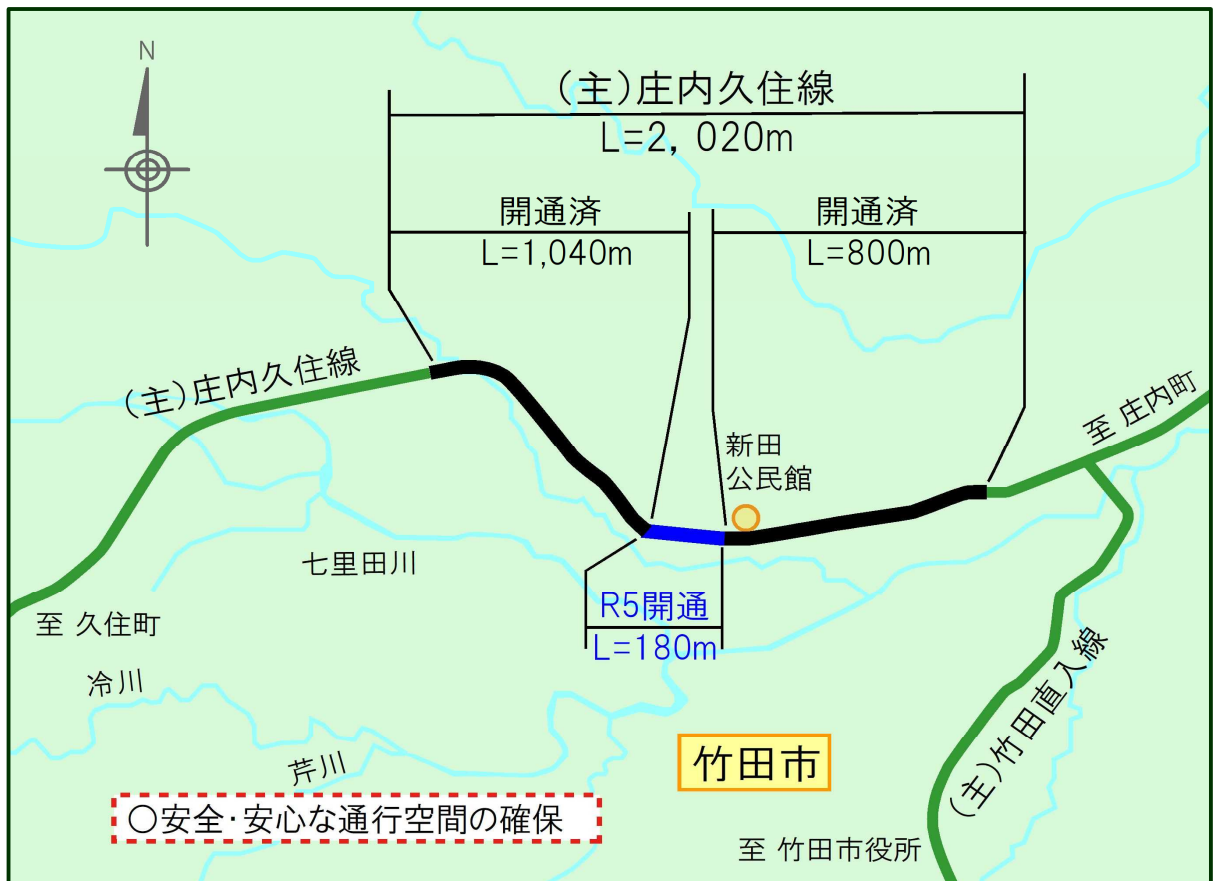 N
(主)庄内久住線
L=2，020m
開通済
L=1,040m
開通済
L=800m
(主)庄内久住線
至 庄内町
新田
公民館
七里田川
R5開通
L=180m
至 久住町
冷川
芹川
(主)竹田直入線
竹田市
○安全・安心な通行空間の確保
至 竹田市役所